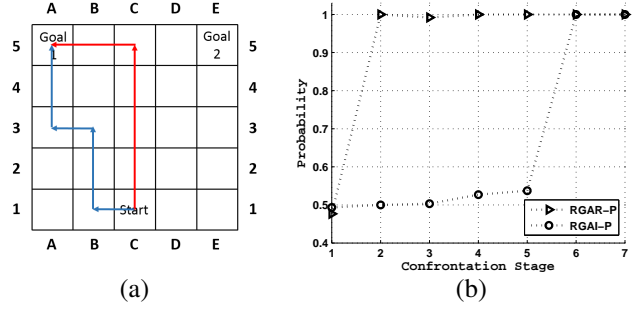 A B C D E
5 Goal 1 Goal 2 5
4 4
3 3
2 2
1 Start 1
A B C D E
(a)
Probability
1
0.9
0.8
0.7
0.6
0.5
0.4
1 2 3 4 5 6 7
Confrontation Stage
RGAR-P
RGAI-P
(b)